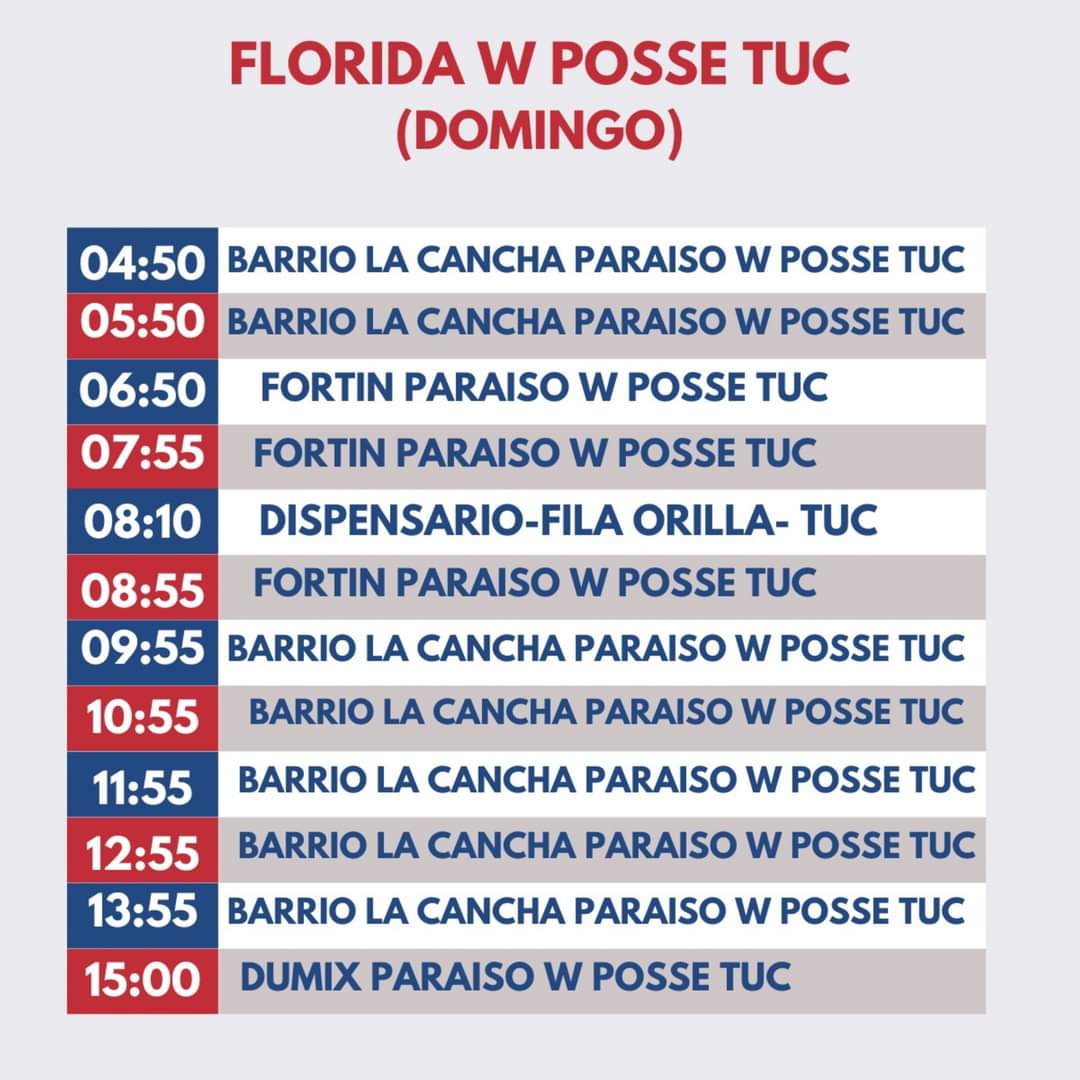 FLORIDA W POSSE TUC
(DOMINGO)
04:50 BARRIO LA CANCHA PARAISO W POSSE TUC
05:50 BARRIO LA CANCHA PARAISO W POSSE TUC
06:50 FORTIN PARAISO W POSSE TUC
07:55 FORTIN PARAISO W POSSE TUC
08:10 DISPENSARIO-FILA ORILLA- TUC
08:55 FORTIN PARAISO W POSSE TUC
09:55 BARRIO LA CANCHA PARAISO W POSSE TUC
10:55 BARRIO LA CANCHA PARAISO W POSSE TUC
11:55 BARRIO LA CANCHA PARAISO W POSSE TUC
12:55 BARRIO LA CANCHA PARAISO W POSSE TUC
13:55 BARRIO LA CANCHA PARAISO W POSSE TUC
15:00 DUMIX PARAISO W POSSE TUC